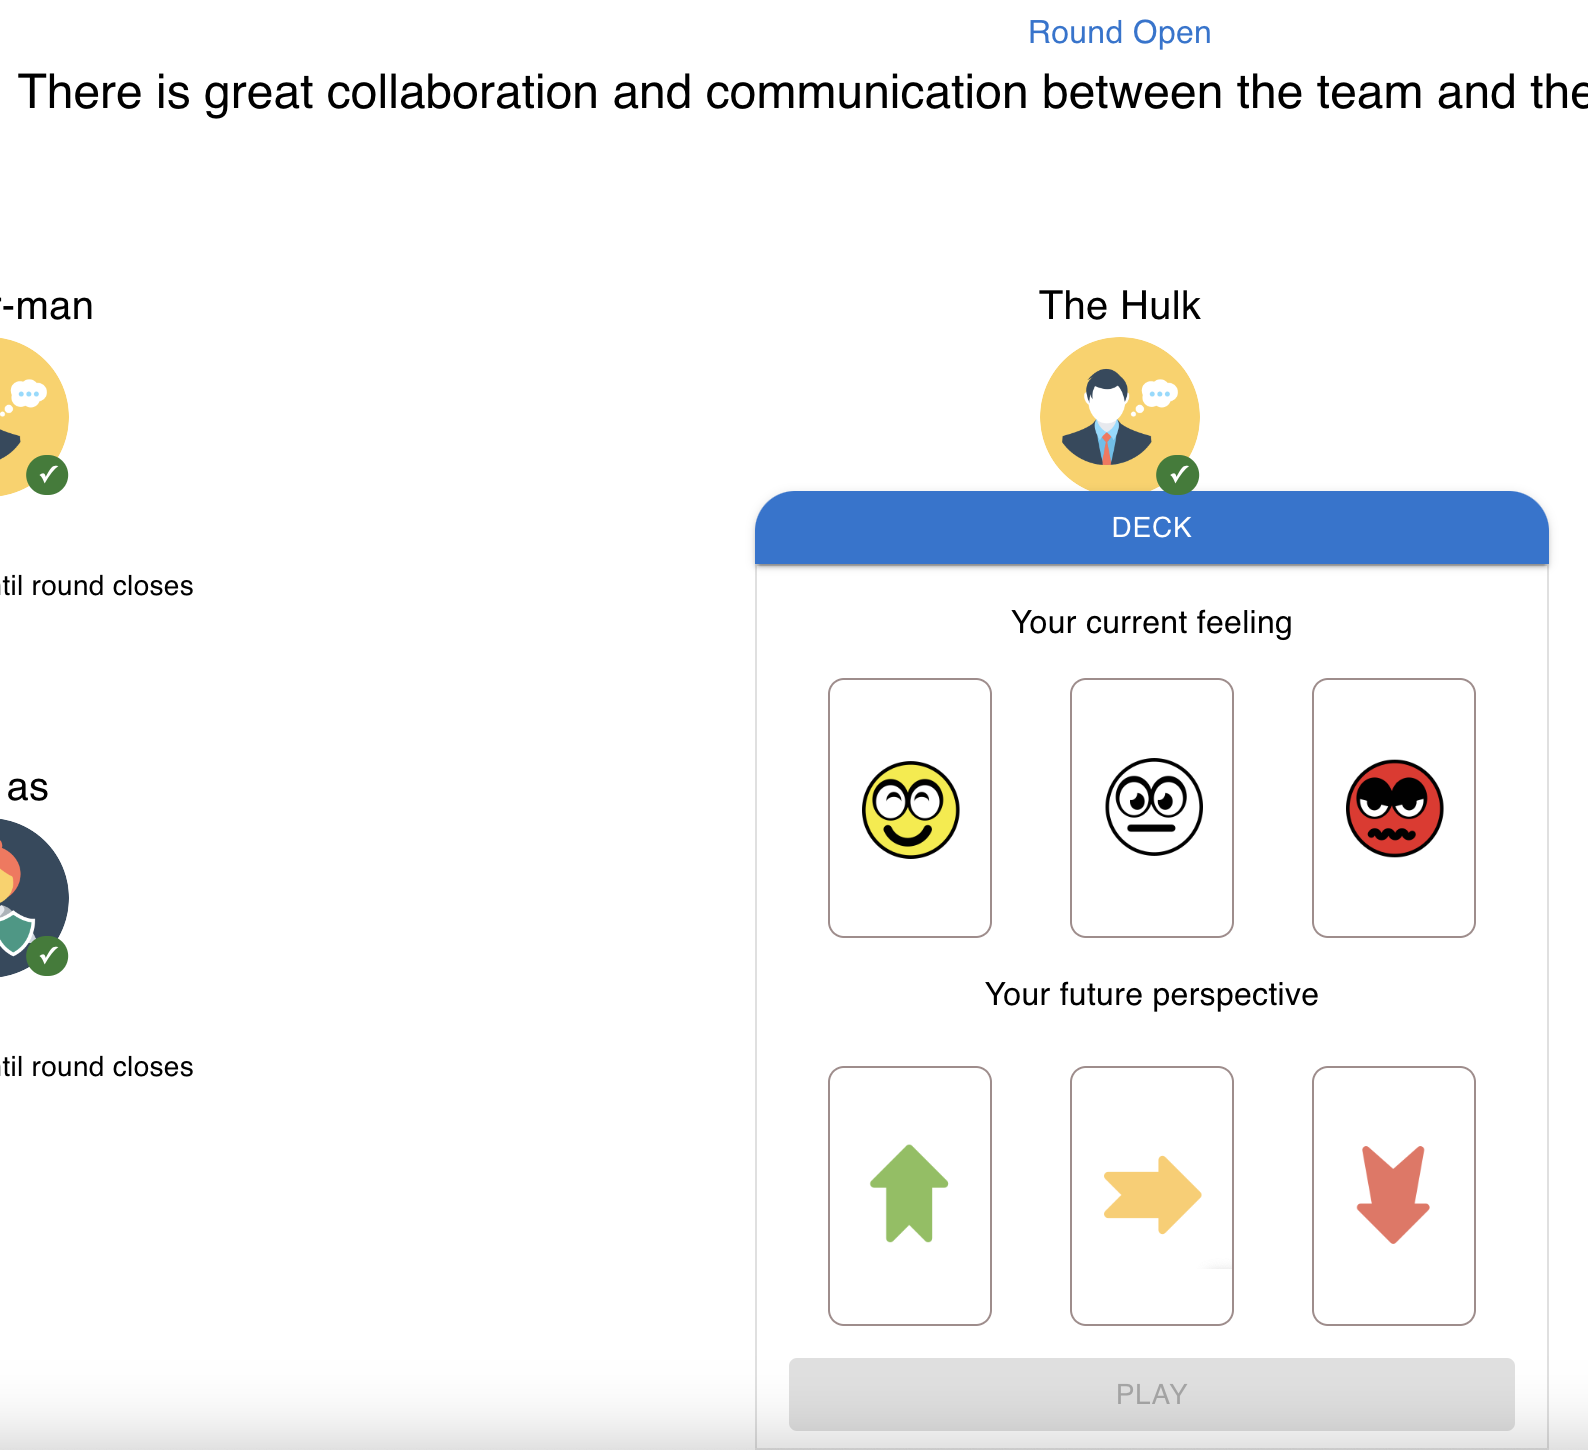 Round Open
There is great collaboration and communication between the team and the
-man
The Hulk
DECK
til round closes
Your current feeling
as
Your future perspective
til round closes
PLAY